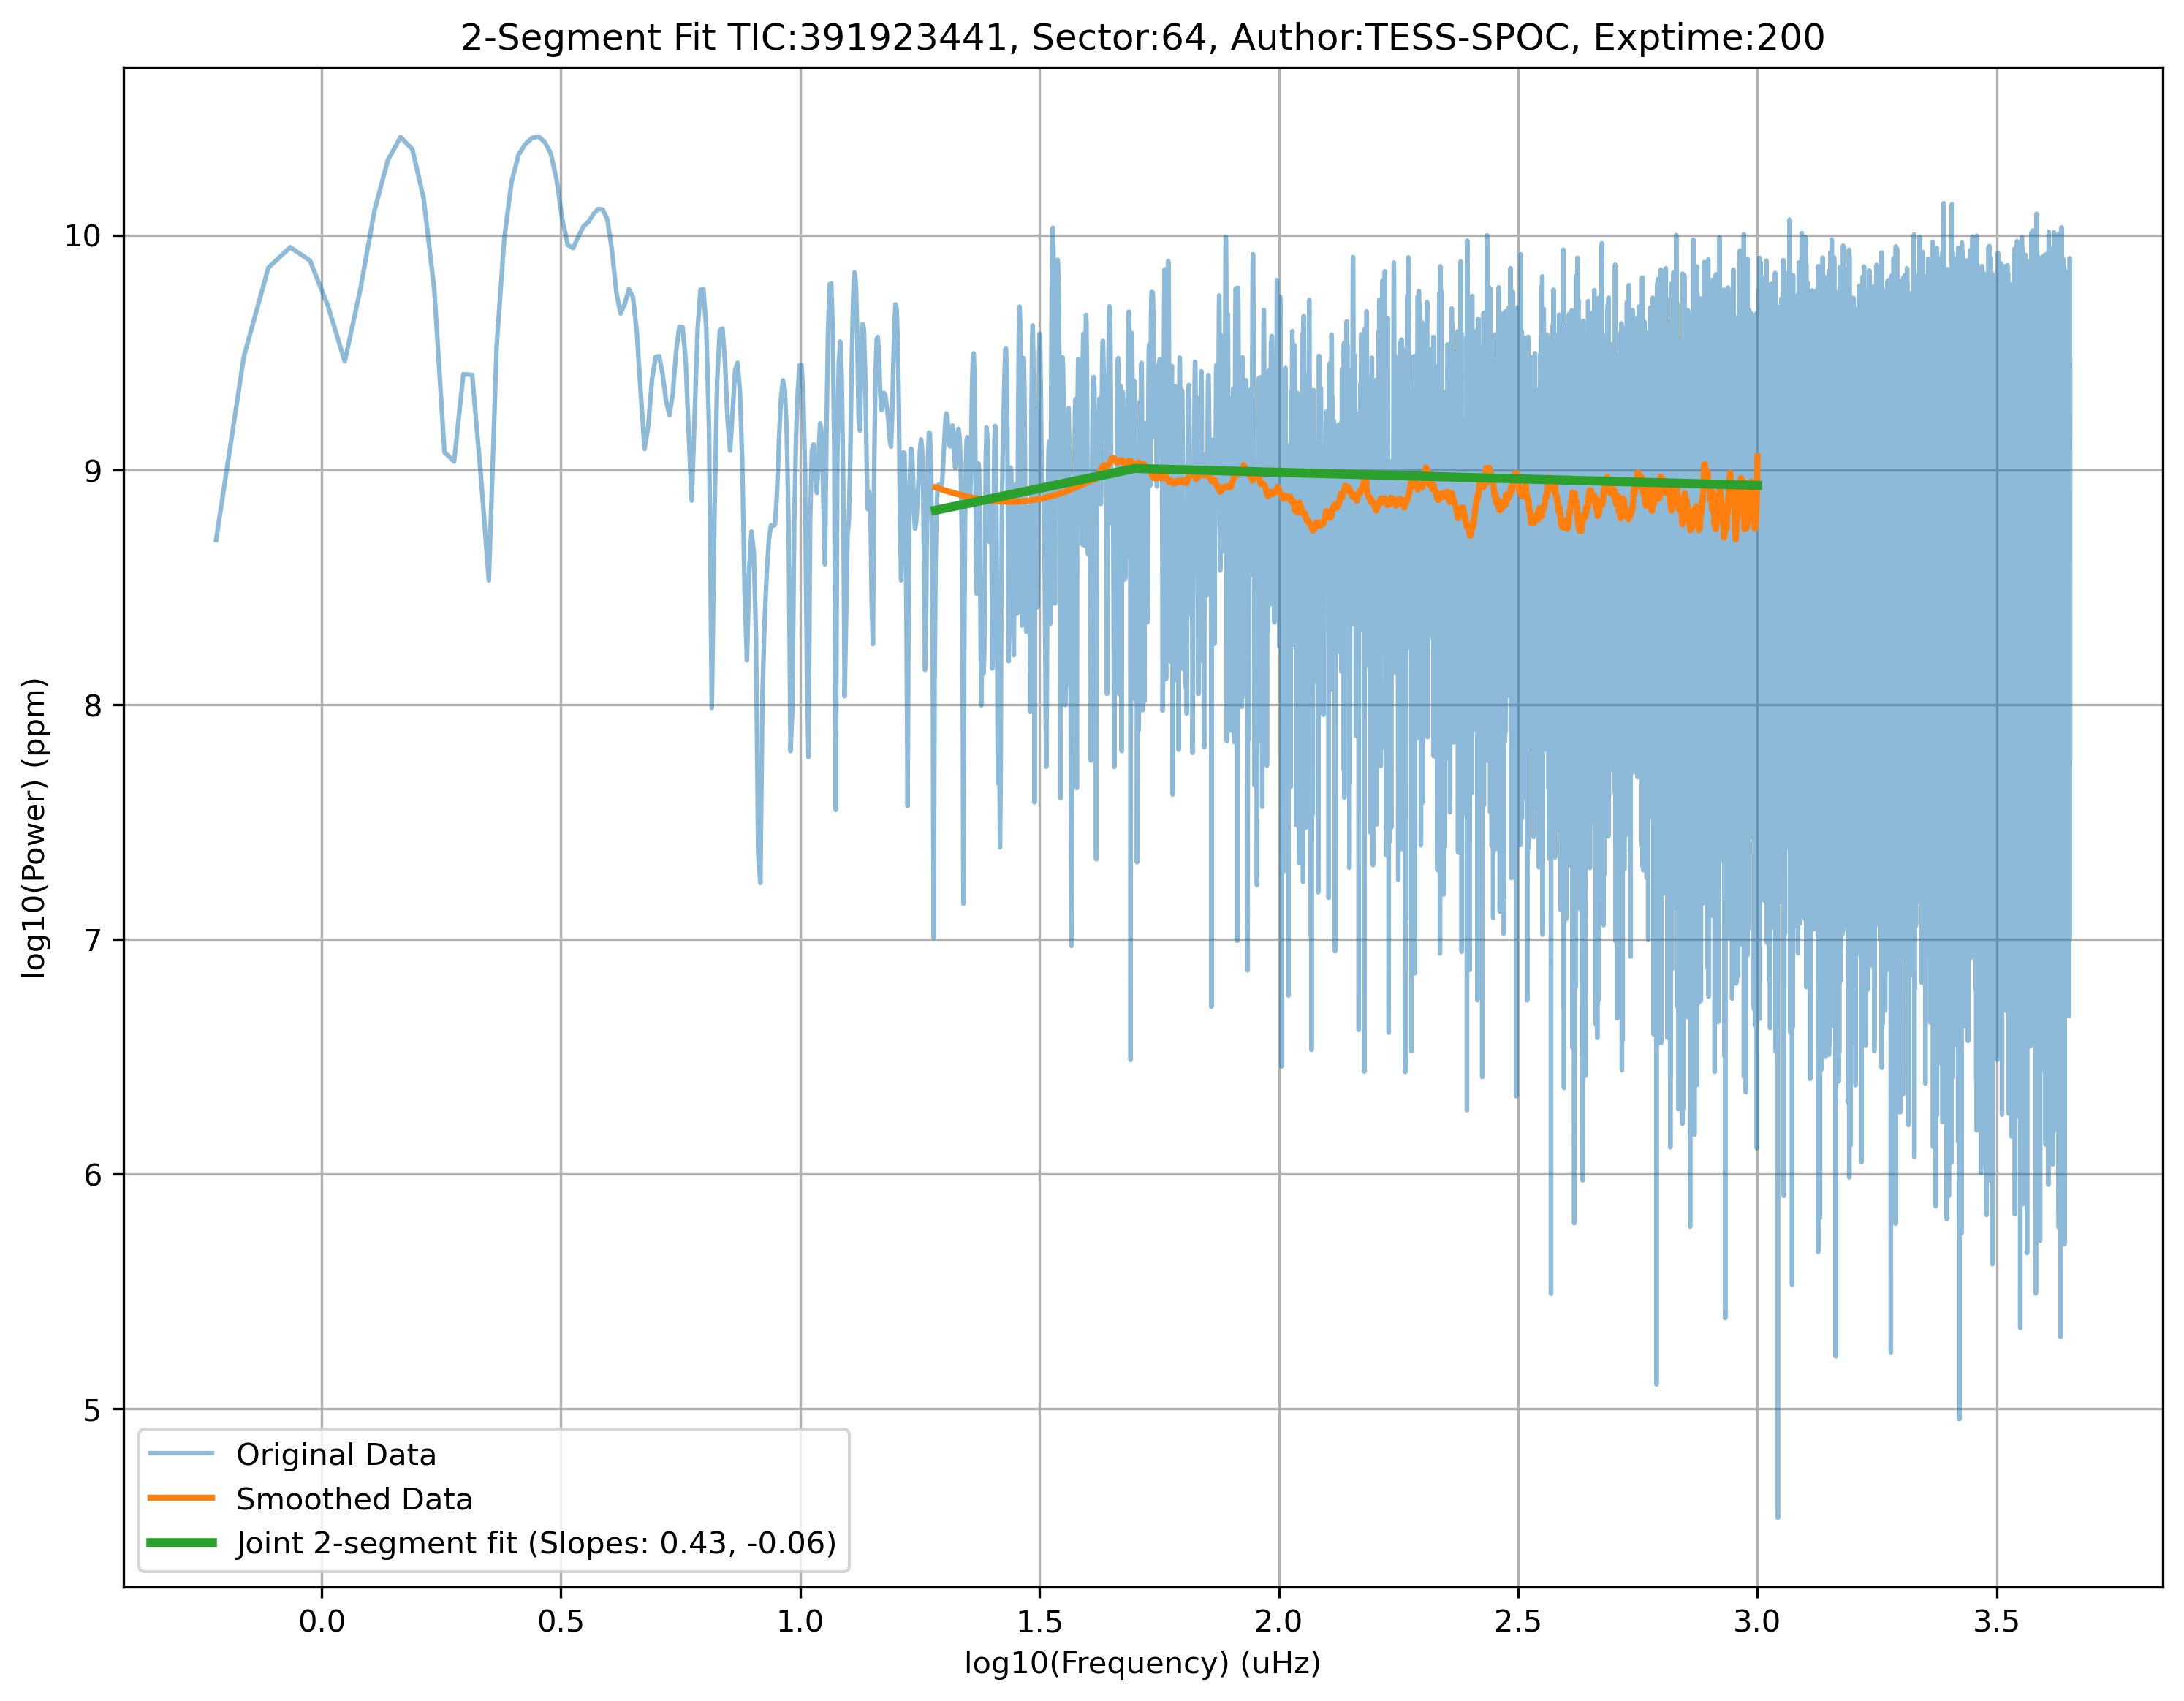 2-Segment Fit TIC:391923441, Sector:64, Author:TESS-SPOC, Exptime:200
log10(Power) (ppm)
10
9
8
7
6
5
Original Data
Smoothed Data
Joint 2-segment fit (Slopes: 0.43, -0.06)
0.0 0.5 1.0 1.5 2.0 2.5 3.0 3.5
log10(Frequency) (uHz)